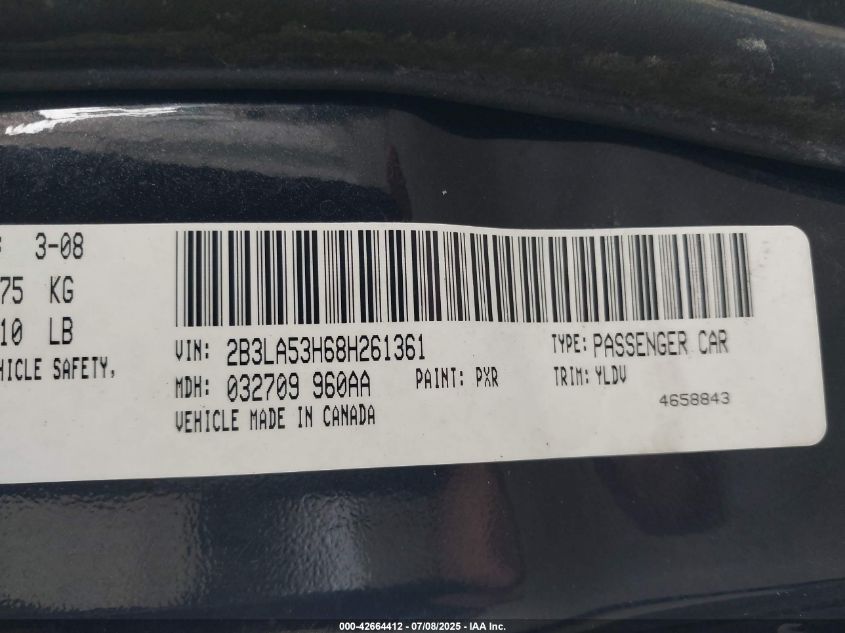 3-08
75 KG
10 LB
HICLE SAFETY,
VIN: 2B3LA53H68H261361
TYPE: PASSENGER CAR
MDH: 032709 960AA
PAINT: PXR
TRIM: YLDV
VEHICLE MADE IN CANADA
4658843
000-42664412 - 07/08/2025 - IAA Inc.